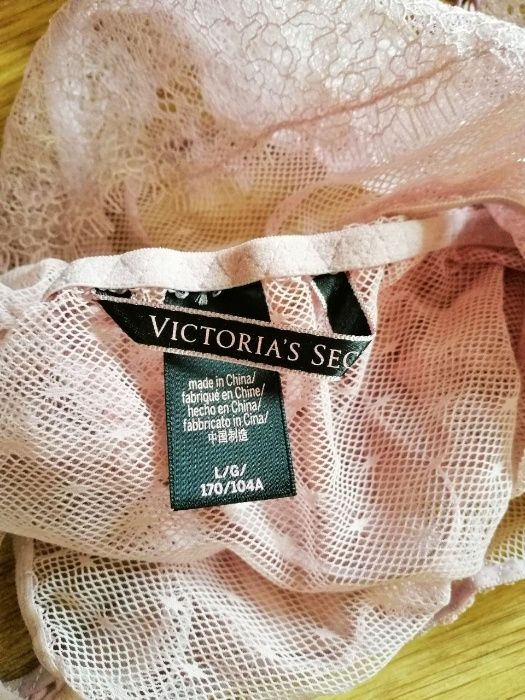 VICTORIA'S SEC
made in China/
fabriqué en Chine/
hecho en China/
fabbricato in Cina/
中国制造
L/G/
170/104A